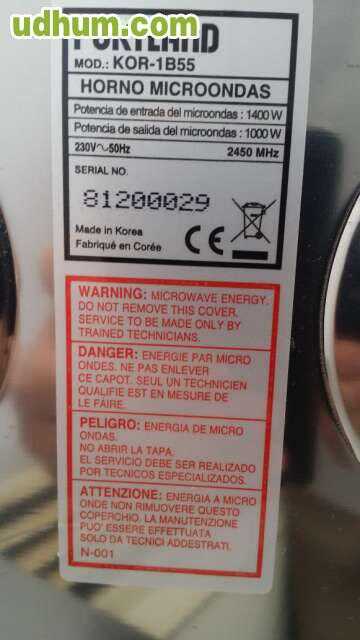 udhum.com
PORTLAND
MOD.: KOR-1B55
HORNO MICROONDAS
Potencia de entrada del microondas : 1400 W
Potencia de salida del microondas : 1000 W
230V~50Hz 2450 MHz
SERIAL NO.
81200029
Made in Korea
Fabriqué en Corée
CE
WARNING: MICROWAVE ENERGY.
DO NOT REMOVE THIS COVER.
SERVICE TO BE MADE ONLY BY
TRAINED TECHNICIANS.
DANGER: ENERGIE PAR MICRO
ONDES. NE PAS ENLEVER
CE CAPOT. SEUL UN TECHNICIEN
QUALIFIE EST EN MESURE DE
LE FAIRE.
PELIGRO: ENERGIA DE MICRO
ONDAS.
NO ABRIR LA TAPA.
EL SERVICIO DEBE SER REALIZADO
POR TECNICOS ESPECIALIZADOS.
ATTENZIONE: ENERGIA A MICRO
ONDE NON RIMUOVERE QUESTO
COPERCHIO. LA MANUTENZIONE
PUO' ESSERE EFFETTUATA
SOLO DA TECNICI ADDESTRATI.
N-001